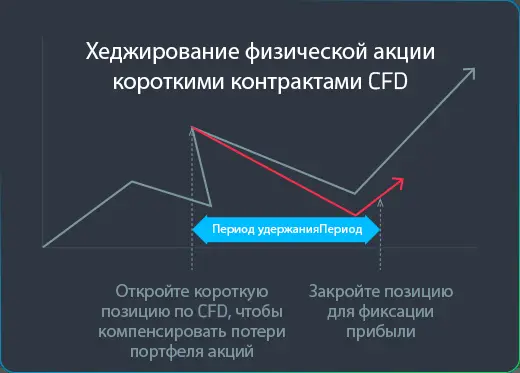 Хеджирование физической акции
короткими контрактами CFD
Период удержанияПериод
Откройте короткую
позицию по CFD, чтобы
компенсировать потери
портфеля акций
Закройте позицию
для фиксации
прибыли